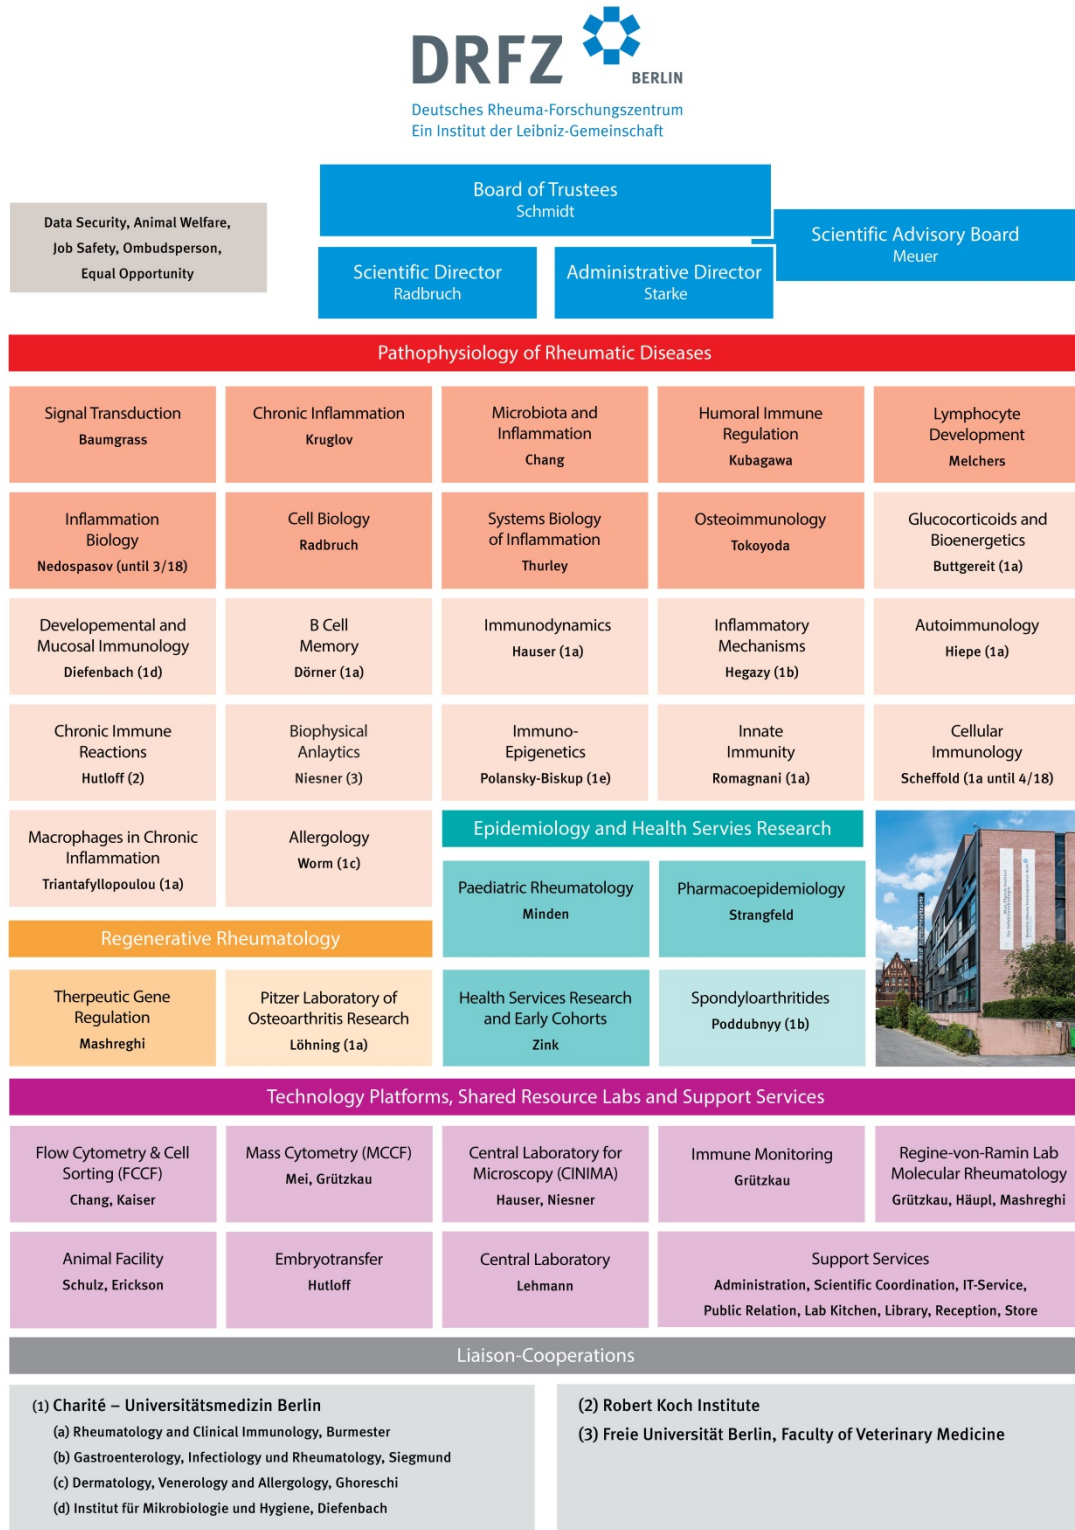 DRFZ
BERLIN
Deutsches Rheuma-Forschungszentrum
Ein Institut der Leibniz-Gemeinschaft
Data Security, Animal Welfare,
Job Safety, Ombudsperson,
Equal Opportunity
Board of Trustees
Schmidt
Scientific Director
Radbruch
Administrative Director
Starke
Scientific Advisory Board
Meuer
Pathophysiology of Rheumatic Diseases
Signal Transduction
Baumgrass
Chronic Inflammation
Kruglov
Microbiota and
Inflammation
Chang
Humoral Immune
Regulation
Kubagawa
Lymphocyte
Development
Melchers
Inflammation
Biology
Nedospasov (until 3/18)
Cell Biology
Radbruch
Systems Biology
of Inflammation
Thurley
Osteoimmunology
Tokoyoda
Glucocorticoids and
Bioenergetics
Buttgereit (1a)
Developemental and
Mucosal Immunology
Diefenbach (1d)
B Cell
Memory
Dörner (1a)
Immunodynamics
Hauser (1a)
Inflammatory
Mechanisms
Hegazy (1b)
Autoimmunology
Hiepe (1a)
Chronic Immune
Reactions
Hutloff (2)
Biophysical
Anlaytics
Niesner (3)
Immuno-
Epigenetics
Polansky-Biskup (1e)
Innate
Immunity
Romagnani (1a)
Cellular
Immunology
Scheffold (1a until 4/18)
Macrophages in Chronic
Inflammation
Triantafyllopoulou (1a)
Allergology
Worm (1c)
Epidemiology and Health Servies Research
Paediatric Rheumatology
Minden
Pharmacoepidemiology
Strangfeld
Regenerative Rheumatology
Therpeutic Gene
Regulation
Mashreghi
Pitzer Laboratory of
Osteoarthritis Research
Löhning (1a)
Health Services Research
and Early Cohorts
Zink
Spondyloarthritides
Poddubnyy (1b)
Technology Platforms, Shared Resource Labs and Support Services
Flow Cytometry & Cell
Sorting (FCCF)
Chang, Kaiser
Mass Cytometry (MCCF)
Mei, Grützkau
Central Laboratory for
Microscopy (CINIMA)
Hauser, Niesner
Immune Monitoring
Grützkau
Regine-von-Ramin Lab
Molecular Rheumatology
Grützkau, Häupl, Mashreghi
Animal Facility
Schulz, Erickson
Embryotransfer
Hutloff
Central Laboratory
Lehmann
Support Services
Administration, Scientific Coordination, IT-Service,
Public Relation, Lab Kitchen, Library, Reception, Store
Liaison-Cooperations
(1) Charité – Universitätsmedizin Berlin
(a) Rheumatology and Clinical Immunology, Burmester
(b) Gastroenterology, Infectiology und Rheumatology, Siegmund
(c) Dermatology, Venerology and Allergology, Ghoreschi
(d) Institut für Mikrobiologie und Hygiene, Diefenbach
(2) Robert Koch Institute
(3) Freie Universität Berlin, Faculty of Veterinary Medicine